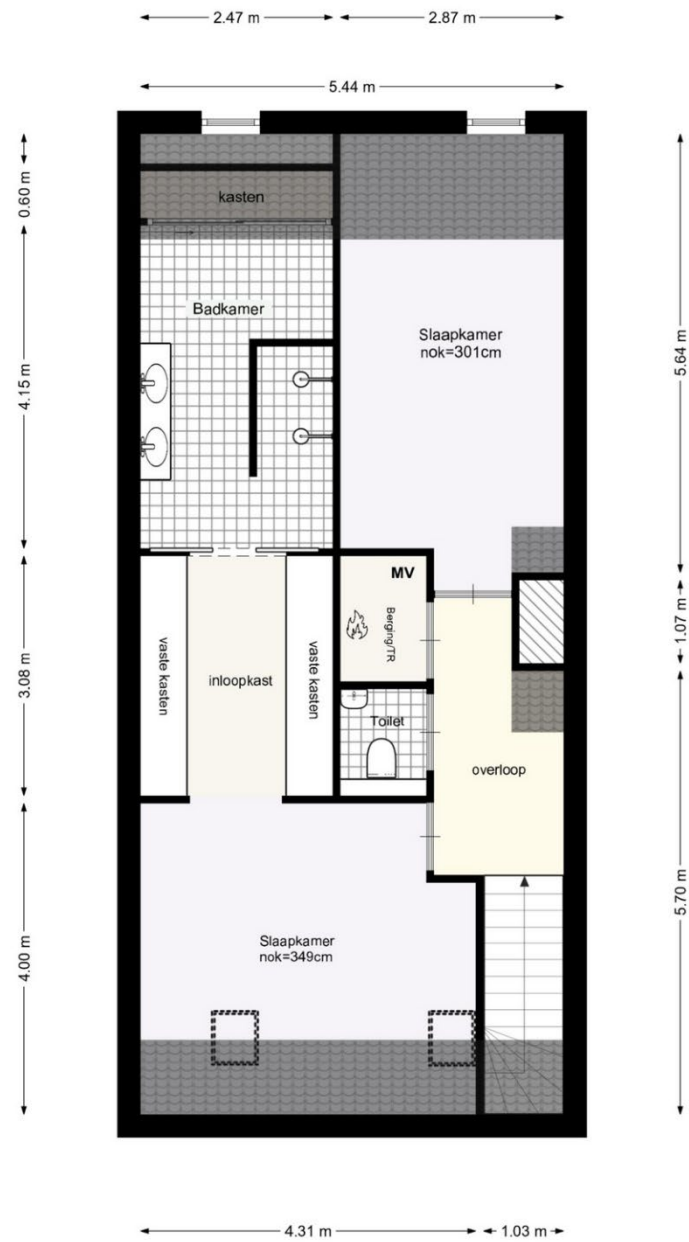 2.47 m
2.87 m
5.44 m
0.60 m
kasten
Badkamer
Slaapkamer
nok=301cm
4.15 m
5.64 m
MV
Berging/TR
1.07 m
vaste kasten
inloopkast
vaste kasten
3.08 m
Toilet
overloop
5.70 m
Slaapkamer
nok=349cm
4.00 m
4.31 m
1.03 m